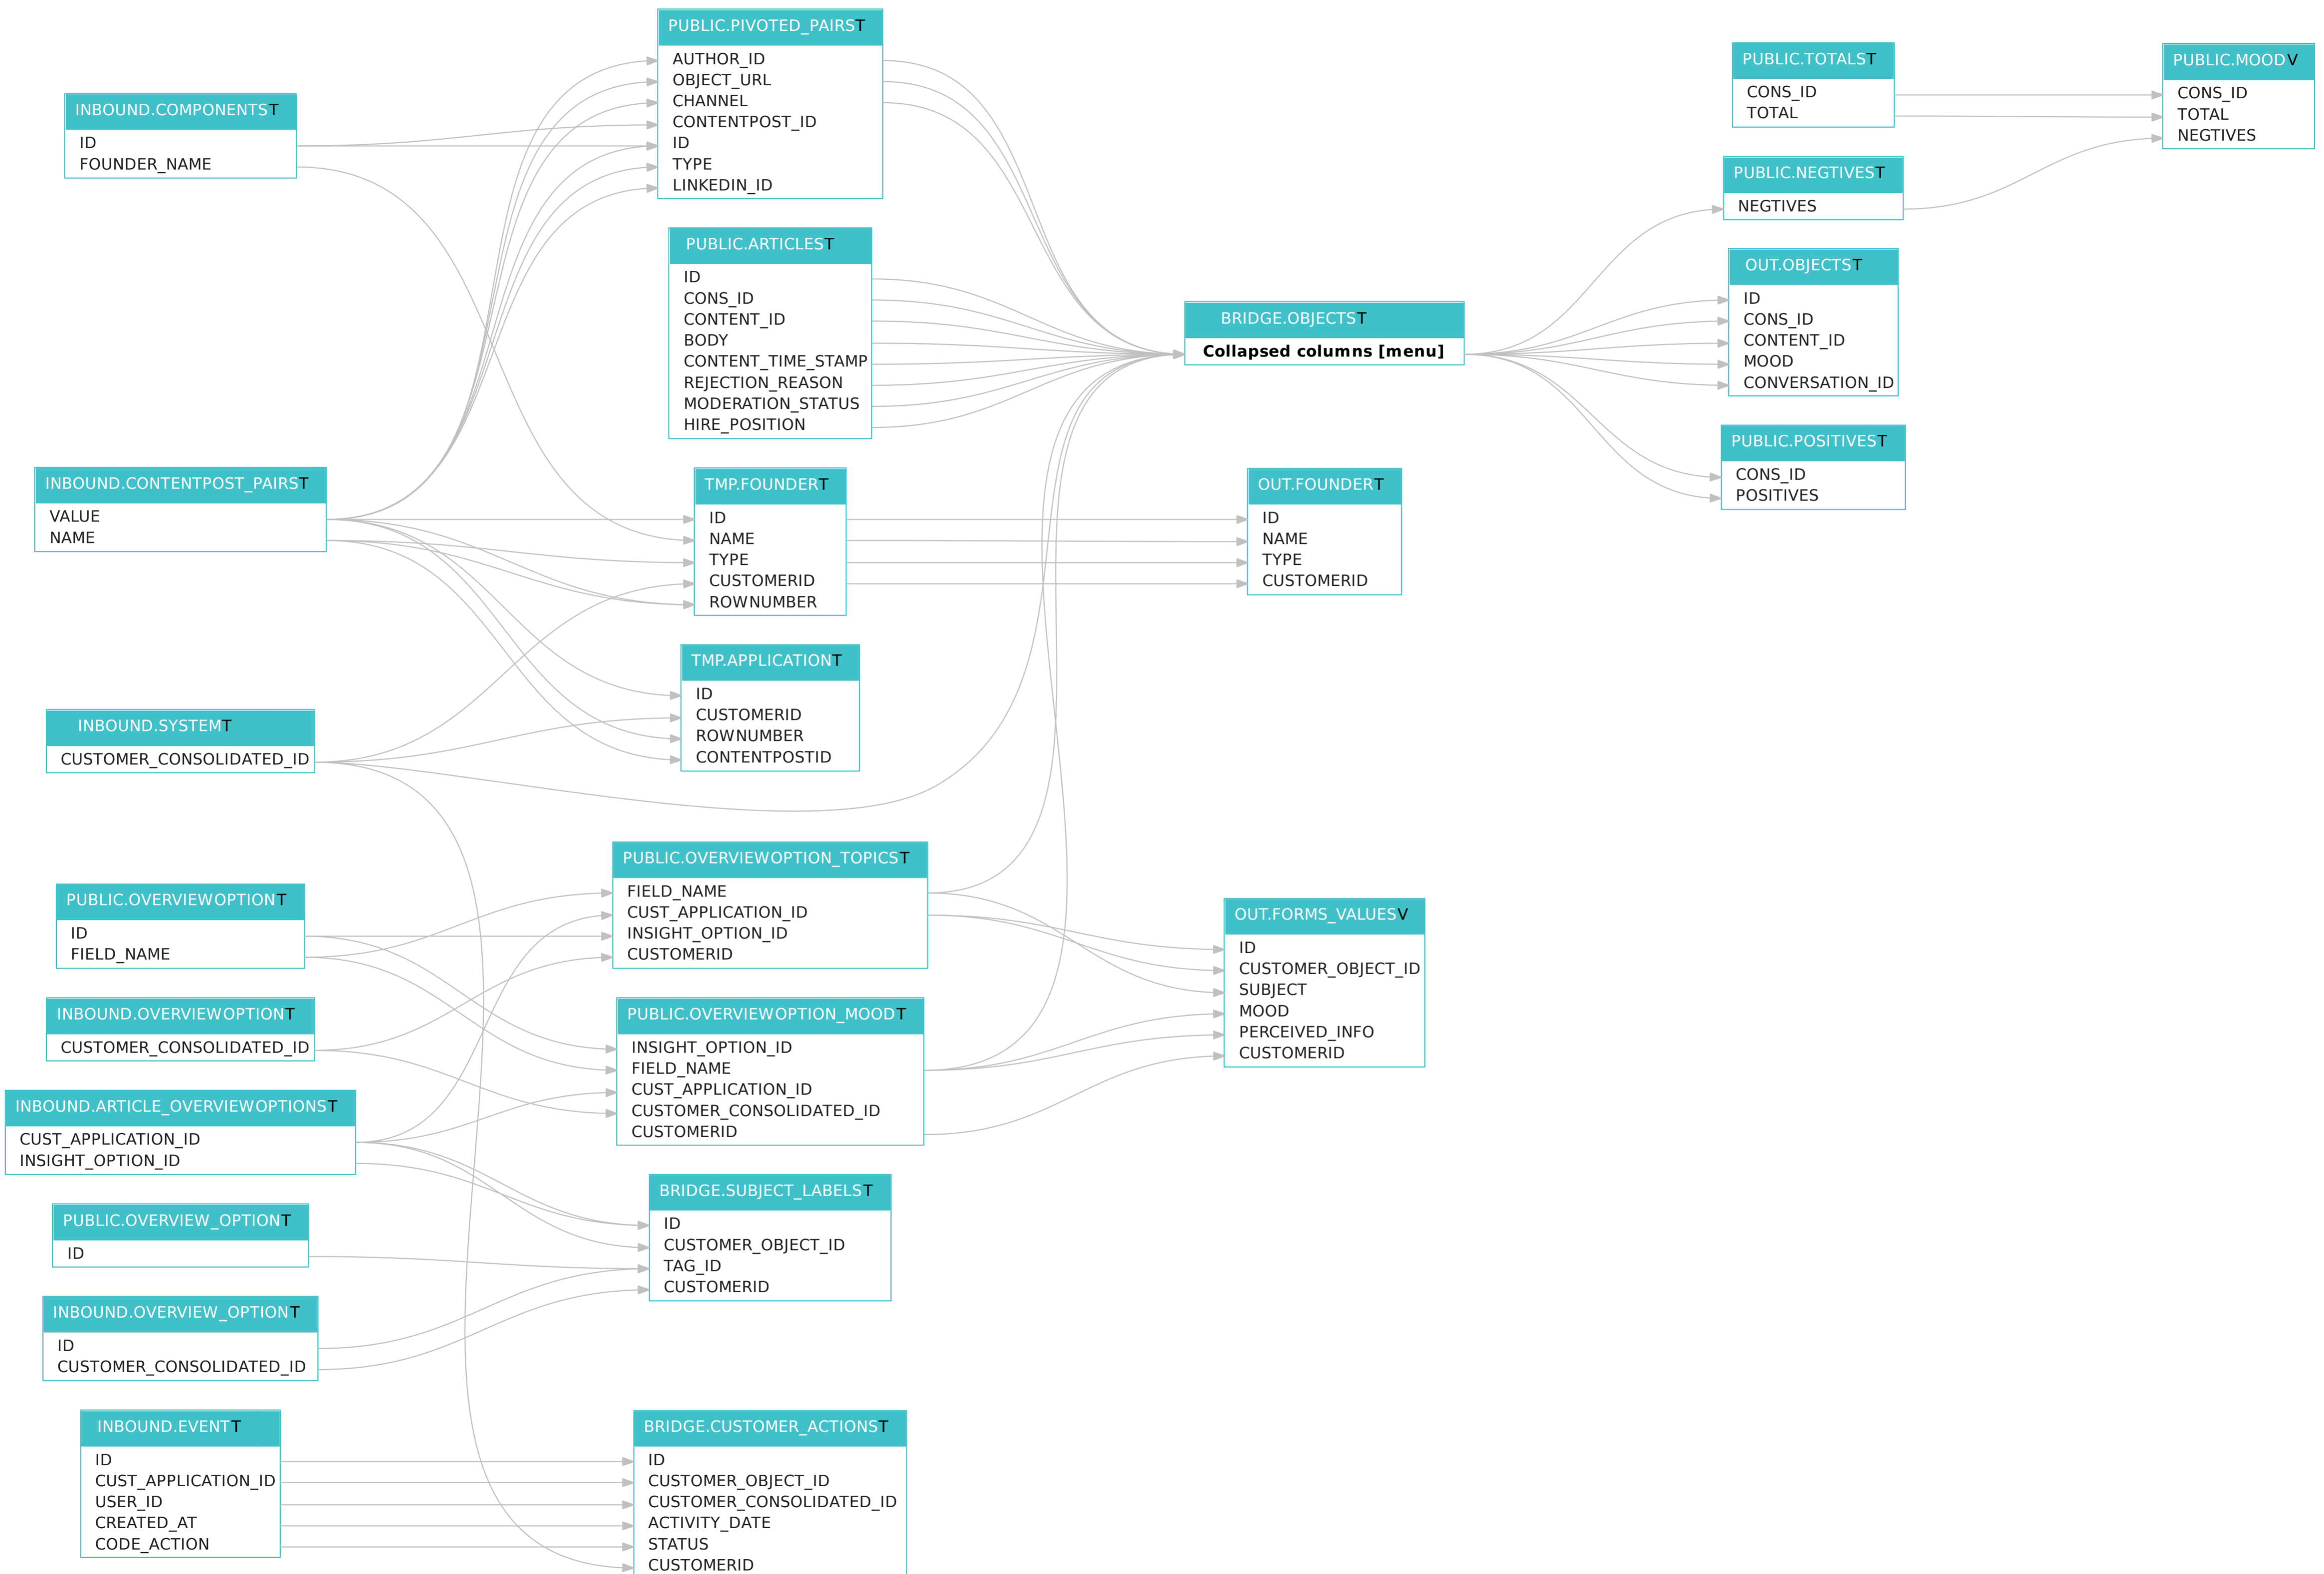 INBOUND.COMPONENTST
ID
FOUNDER_NAME
INBOUND.CONTENTPOST_PAIRST
VALUE
NAME
INBOUND.SYSTEMT
CUSTOMER_CONSOLIDATED_ID
PUBLIC.OVERVIEWOPTIONT
ID
FIELD_NAME
INBOUND.OVERVIEWOPTIONT
CUSTOMER_CONSOLIDATED_ID
INBOUND.ARTICLE_OVERVIEWOPTIONST
CUST_APPLICATION_ID
INSIGHT_OPTION_ID
PUBLIC.OVERVIEW_OPTIONT
ID
INBOUND.OVERVIEW_OPTIONT
ID
CUSTOMER_CONSOLIDATED_ID
INBOUND.EVENTT
ID
CUST_APPLICATION_ID
USER_ID
CREATED_AT
CODE_ACTION
PUBLIC.PIVOTED_PAIRST
AUTHOR_ID
OBJECT_URL
CHANNEL
CONTENTPOST_ID
ID
TYPE
LINKEDIN_ID
PUBLIC.ARTICLEST
ID
CONS_ID
CONTENT_ID
BODY
CONTENT_TIME_STAMP
REJECTION_REASON
MODERATION_STATUS
HIRE_POSITION
TMP.FOUNDERT
ID
NAME
TYPE
CUSTOMERID
ROWNUMBER
TMP.APPLICATIONT
ID
CUSTOMERID
ROWNUMBER
CONTENTPOSTID
PUBLIC.OVERVIEWOPTION_TOPICST
FIELD_NAME
CUST_APPLICATION_ID
INSIGHT_OPTION_ID
CUSTOMERID
PUBLIC.OVERVIEWOPTION_MOODT
INSIGHT_OPTION_ID
FIELD_NAME
CUST_APPLICATION_ID
CUSTOMER_CONSOLIDATED_ID
CUSTOMERID
BRIDGE.SUBJECT_LABELST
ID
CUSTOMER_OBJECT_ID
TAG_ID
CUSTOMERID
BRIDGE.CUSTOMER_ACTIONST
ID
CUSTOMER_OBJECT_ID
CUSTOMER_CONSOLIDATED_ID
ACTIVITY_DATE
STATUS
CUSTOMERID
BRIDGE.OBJECTST
Collapsed columns [menu]
OUT.FOUNDERT
ID
NAME
TYPE
CUSTOMERID
OUT.FORMS_VALUESV
ID
CUSTOMER_OBJECT_ID
SUBJECT
MOOD
PERCEIVED_INFO
CUSTOMERID
PUBLIC.TOTALST
CONS_ID
TOTAL
PUBLIC.NEGTIVEST
NEGTIVES
OUT.OBJECTST
ID
CONS_ID
CONTENT_ID
MOOD
CONVERSATION_ID
PUBLIC.POSITIVEST
CONS_ID
POSITIVES
PUBLIC.MOODV
CONS_ID
TOTAL
NEGTIVES